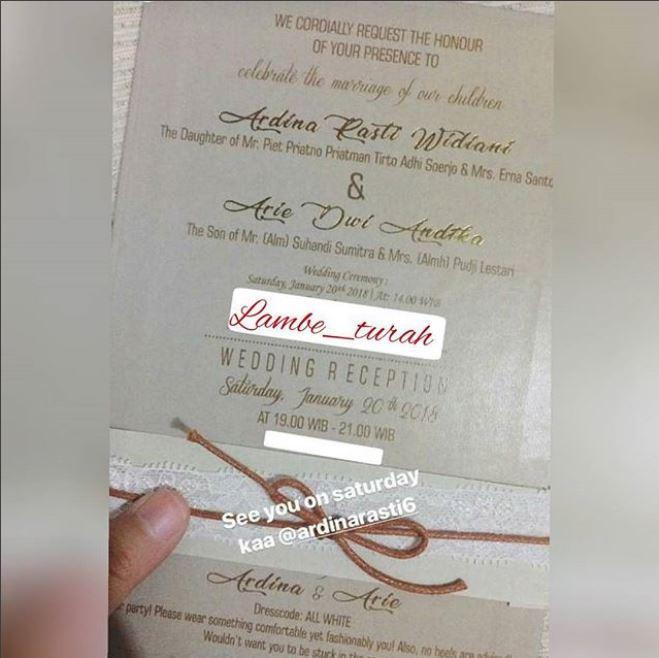 WE CORDIALLY REQUEST THE HONOUR
OF YOUR PRESENCE TO
celebrate the marriage of our children
Ardina Rasti Widiani
The Daughter of Mr. Piet Priatno Priatman Tirto Adhi Soerjo & Mrs. Erna Santo
&
Arie Dwi Andika
The Son of Mr. (Alm) Suhandi Sumitra & Mrs. (Almh) Pudji Lestari
Wedding Ceremony :
Saturday, January 20th 2018 | At: 14.00 WIB
Lambe_turah
WEDDING RECEPTION
Saturday, January 20th 2018
AT 19.00 WIB - 21.00 WIB
See you on saturday
kaa @ardinarasti6
Ardina & Arie
Dresscode: ALL WHITE
party! Please wear something comfortable yet fashionably you! Also, no heels are
Wouldn't want you to be stuck in the